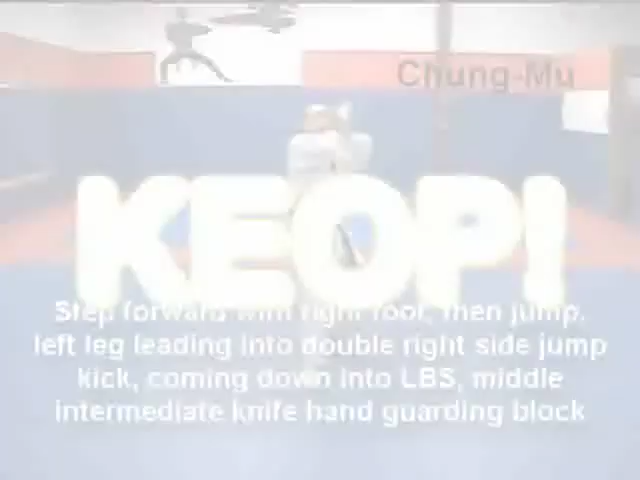 Chung-Mu
KEOP!
Step forward with right foot, then jump,
left leg leading into double right side jump
kick, coming down into LBS, middle
intermediate knife hand guarding block